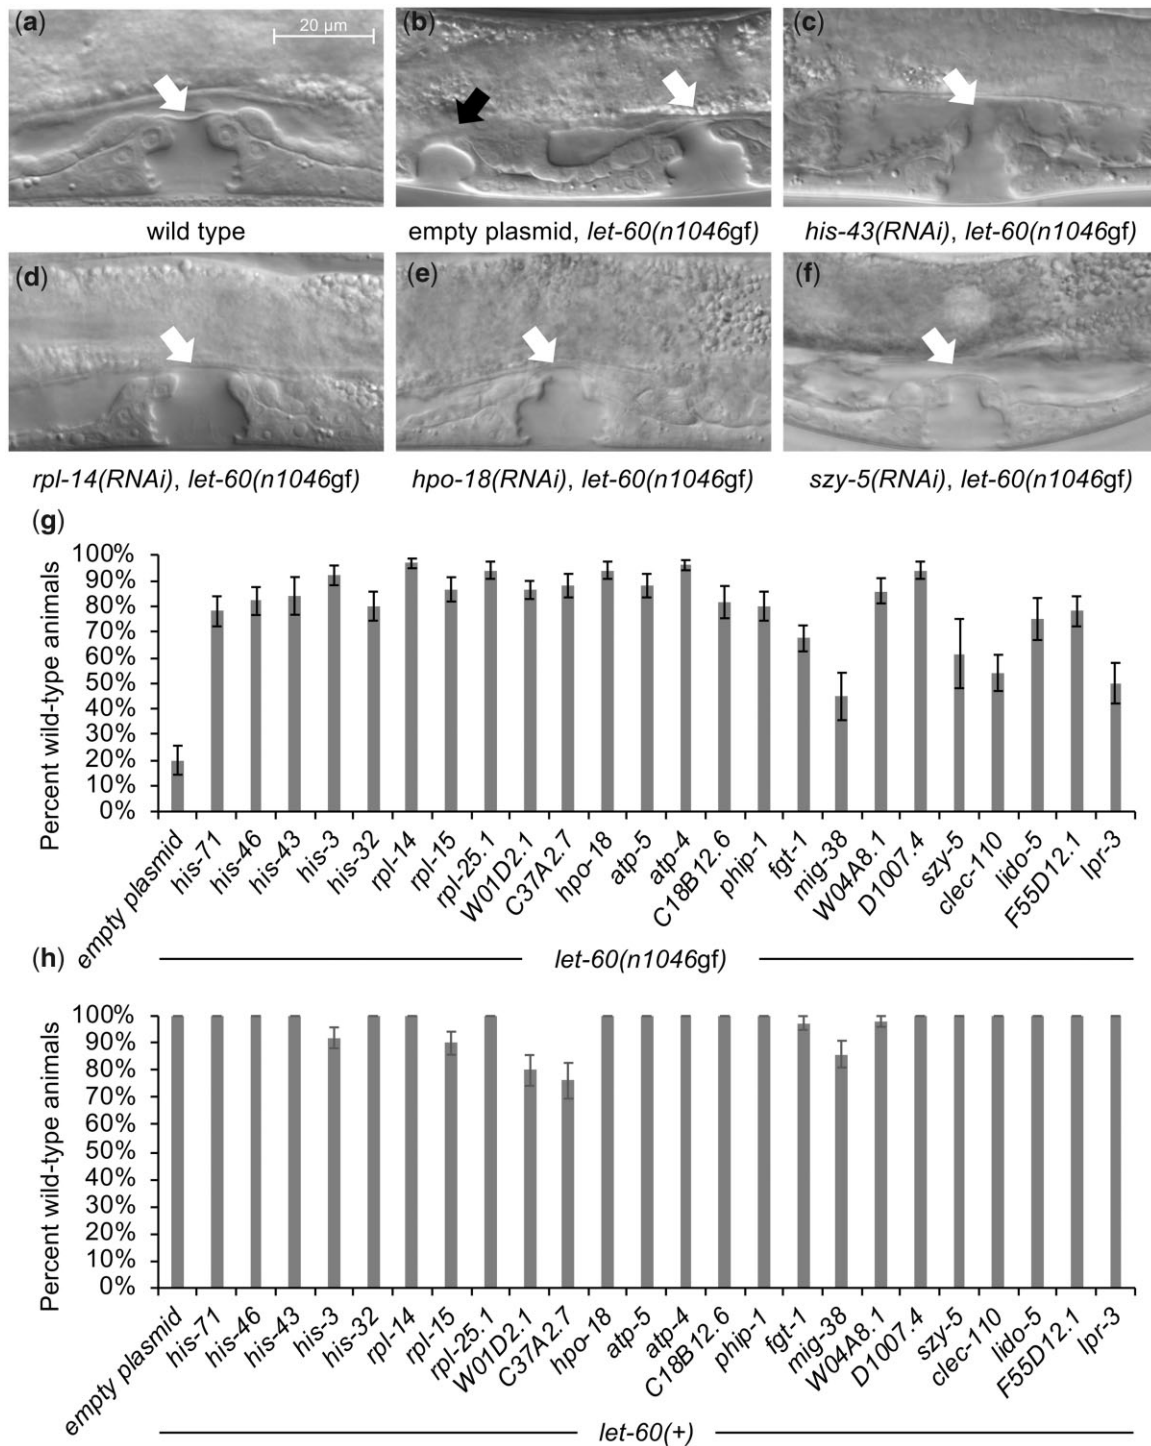 (a)
20 µm
(b)
(c)
wild type
empty plasmid, let-60(n1046gf)
his-43(RNAi), let-60(n1046gf)
(d)
(e)
(f)
rpl-14(RNAi), let-60(n1046gf)
hpo-18(RNAi), let-60(n1046gf)
szy-5(RNAi), let-60(n1046gf)
(g)
Percent wild-type animals
100%
90%
80%
70%
60%
50%
40%
30%
20%
10%
0%
empty plasmid
his-71
his-46
his-43
his-3
his-32
rpl-14
rpl-15
rpl-25.1
W01D2.1
C37A2.7
hpo-18
atp-5
atp-4
C18B12.6
phip-1
fgt-1
mig-38
W04A8.1
D1007.4
szy-5
clec-110
lido-5
F55D12.1
lpr-3
let-60(n1046gf)
(h)
Percent wild-type animals
100%
90%
80%
70%
60%
50%
40%
30%
20%
10%
0%
empty plasmid
his-71
his-46
his-43
his-3
his-32
rpl-14
rpl-15
rpl-25.1
W01D2.1
C37A2.7
hpo-18
atp-5
atp-4
C18B12.6
phip-1
fgt-1
mig-38
W04A8.1
D1007.4
szy-5
clec-110
lido-5
F55D12.1
lpr-3
let-60(+)